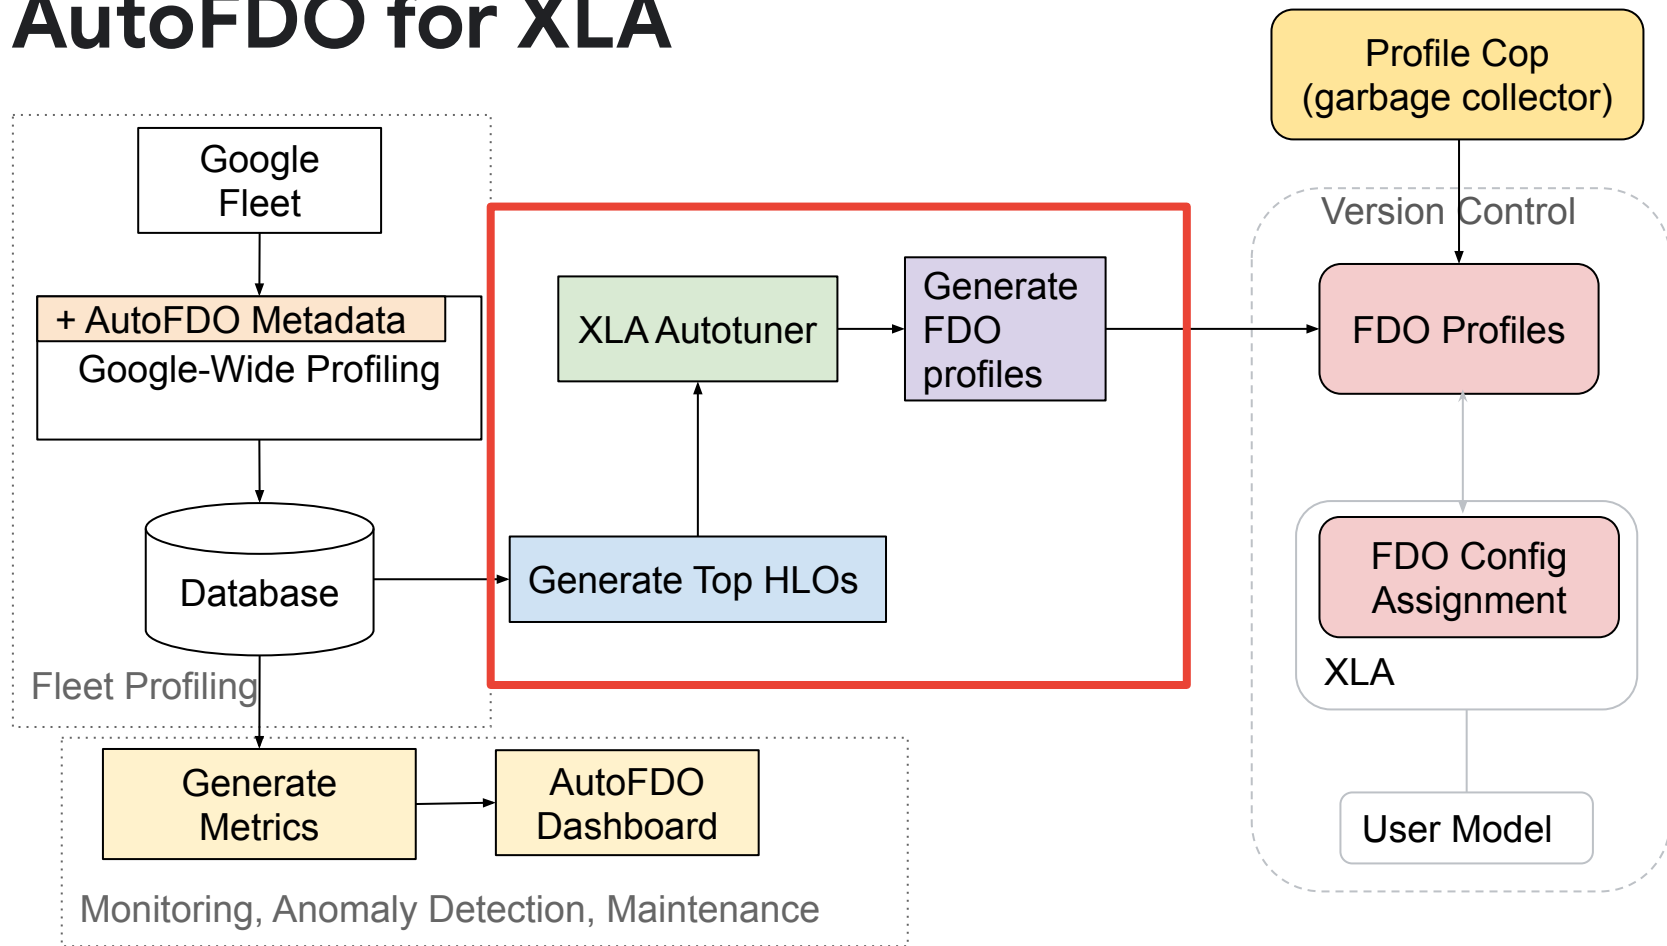 AutoFDO for XLA
Profile Cop
(garbage collector)
Google
Fleet
Version Control
+ AutoFDO Metadata
Google-Wide Profiling
XLA Autotuner
Generate
FDO
profiles
FDO Profiles
Database
Generate Top HLOs
FDO Config
Assignment
XLA
Fleet Profiling
Generate
Metrics
AutoFDO
Dashboard
User Model
Monitoring, Anomaly Detection, Maintenance